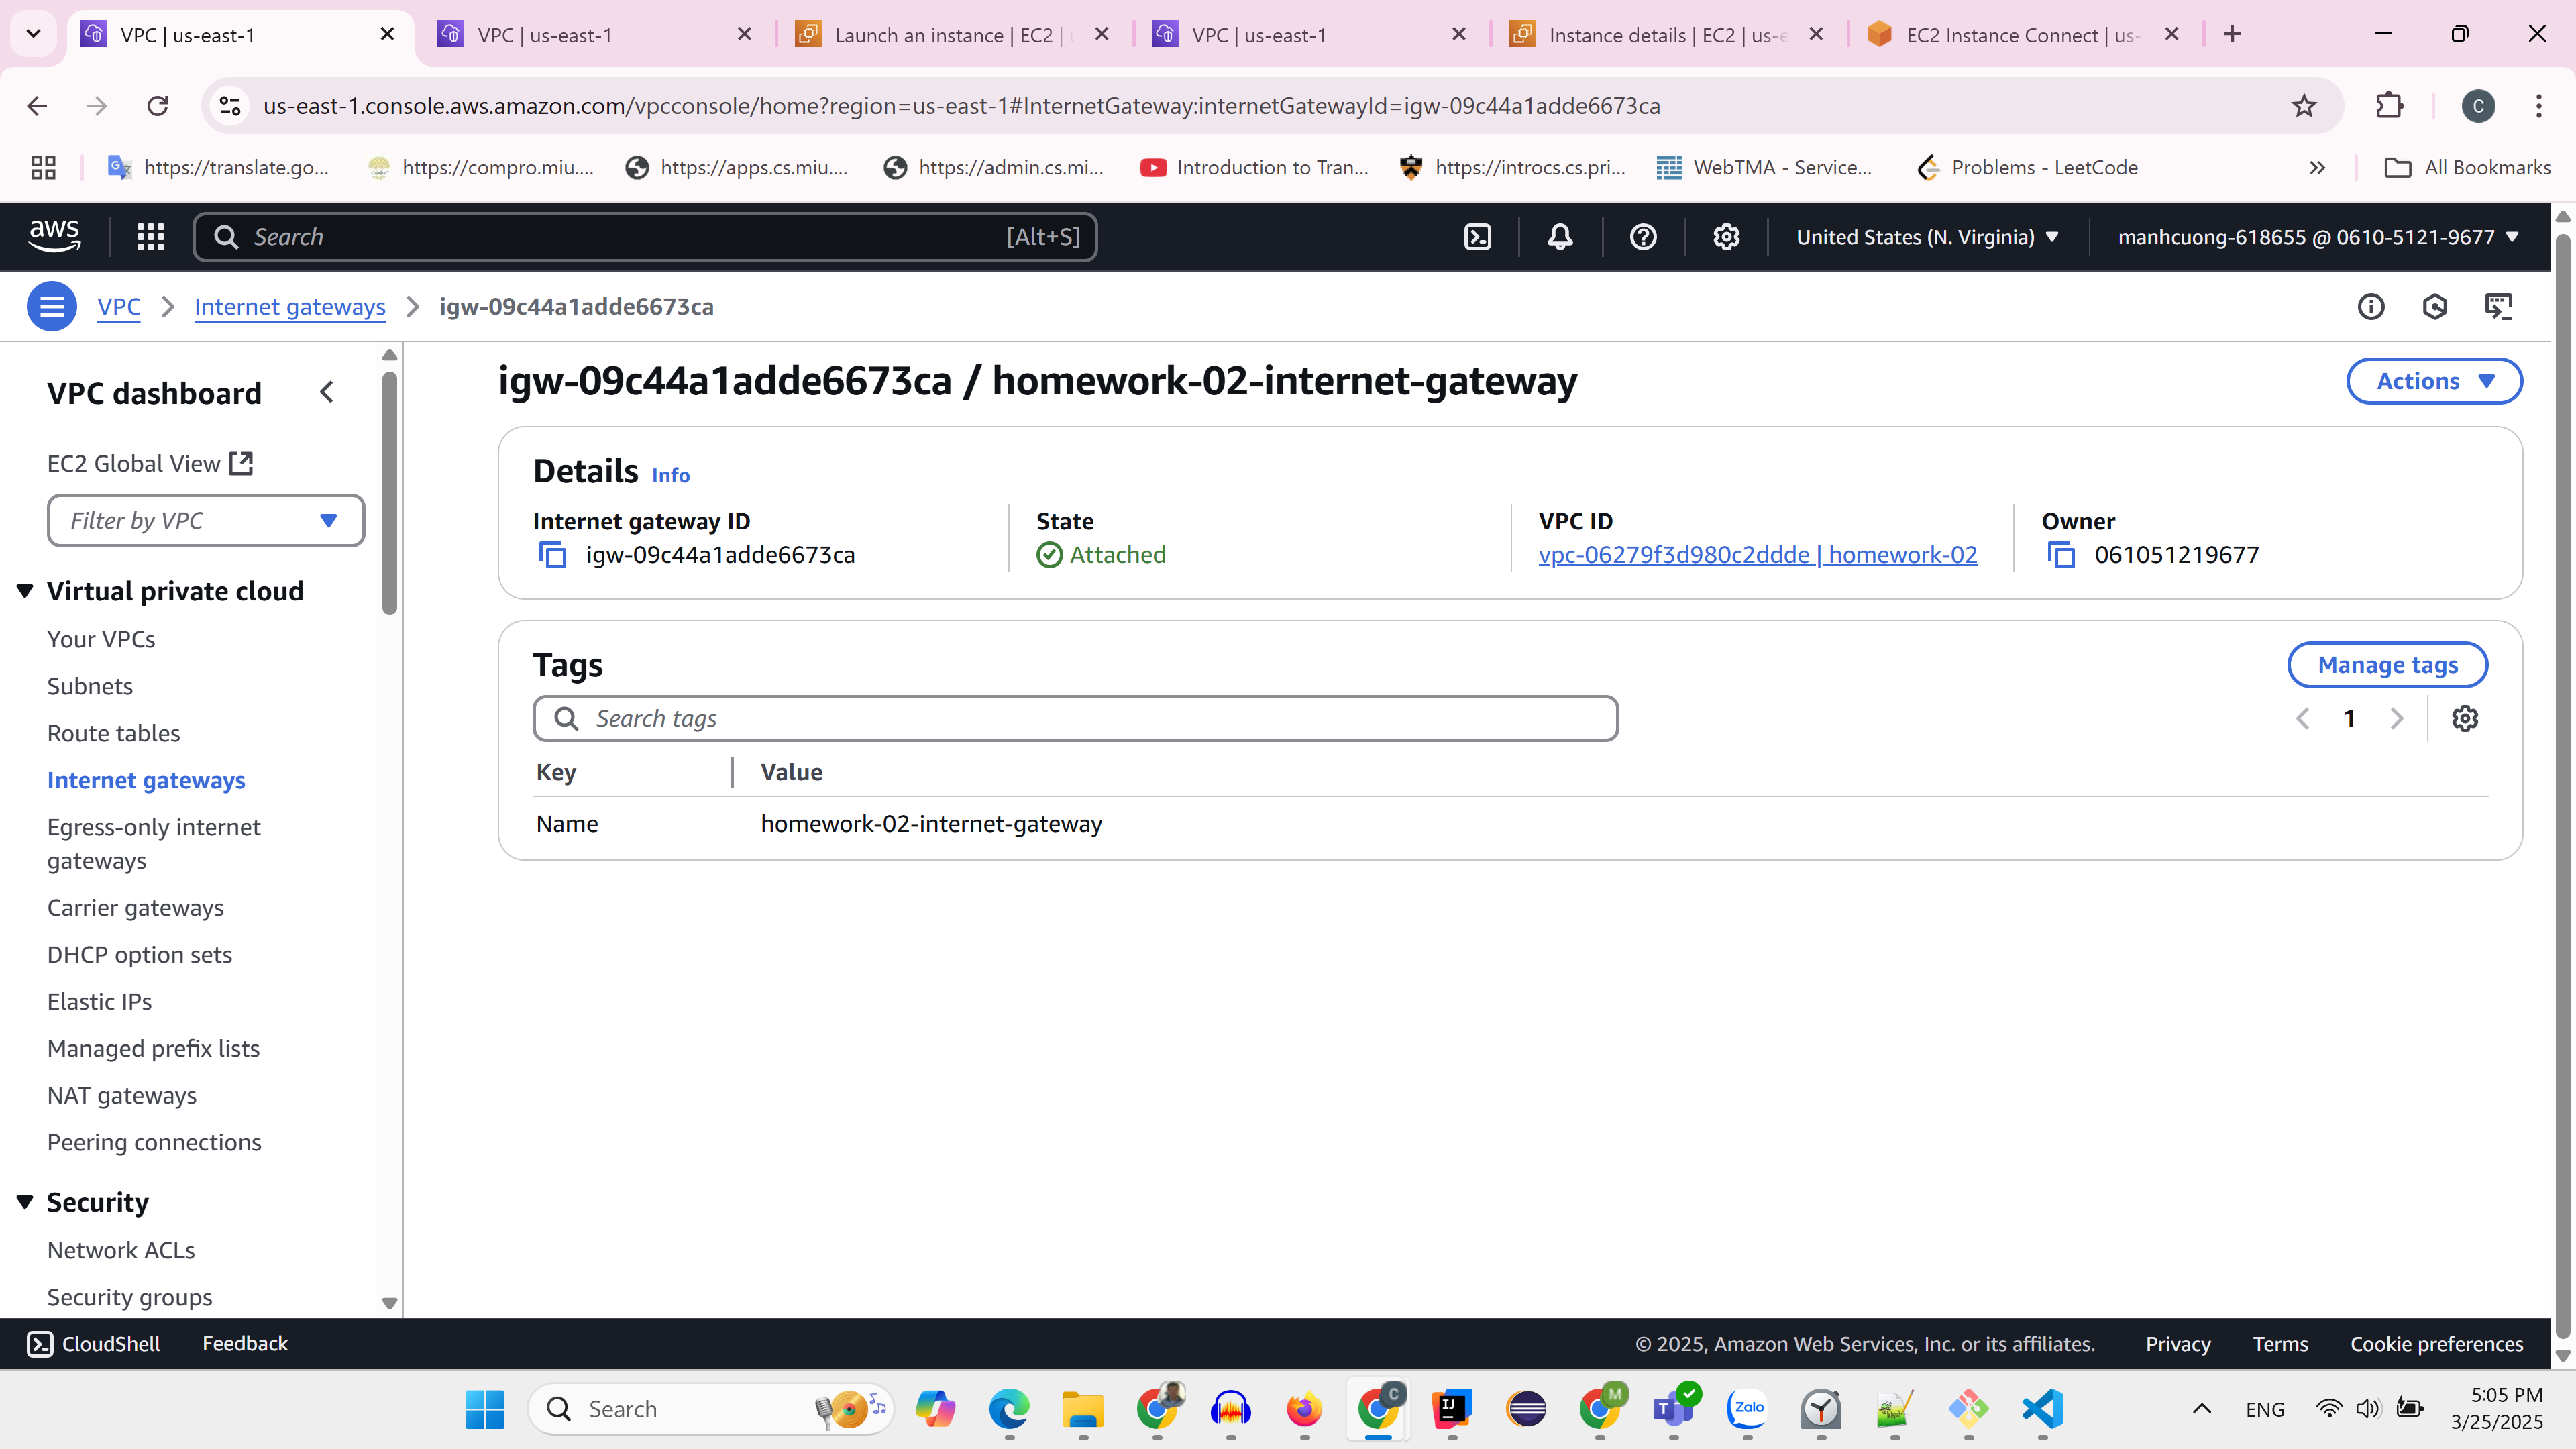 VPC | us-east-1
VPC | us-east-1
Launch an instance | EC2 |
VPC | us-east-1
Instance details | EC2 | us-e
EC2 Instance Connect | us-
us-east-1.console.aws.amazon.com/vpcconsole/home?region=us-east-1#InternetGateway:internetGatewayId=igw-09c44a1adde6673ca
C
https://translate.go...
https://compro.miu....
https://apps.cs.miu....
https://admin.cs.mi...
Introduction to Tran...
https://introcs.cs.pri...
WebTMA - Service...
Problems - LeetCode
All Bookmarks
aws
Search
[Alt+S]
United States (N. Virginia)
manhcuong-618655 @ 0610-5121-9677
VPC
Internet gateways
igw-09c44a1adde6673ca
VPC dashboard
EC2 Global View
Filter by VPC
Virtual private cloud
Your VPCs
Subnets
Route tables
Internet gateways
Egress-only internet
gateways
Carrier gateways
DHCP option sets
Elastic IPs
Managed prefix lists
NAT gateways
Peering connections
Security
Network ACLs
Security groups
igw-09c44a1adde6673ca / homework-02-internet-gateway
Actions
Details Info
Internet gateway ID
igw-09c44a1adde6673ca
State
Attached
VPC ID
vpc-06279f3d980c2ddde | homework-02
Owner
061051219677
Tags
Manage tags
Search tags
1
Key
Value
Name
homework-02-internet-gateway
CloudShell
Feedback
© 2025, Amazon Web Services, Inc. or its affiliates.
Privacy
Terms
Cookie preferences
Search
C
IJ
M
T
Zalo
ENG
5:05 PM
3/25/2025